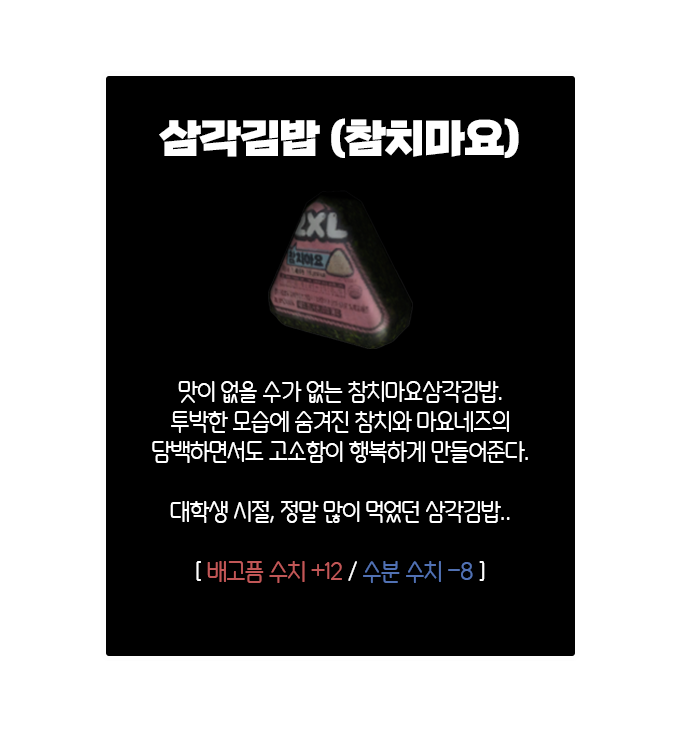 삼각김밥 (참치마요)
2XL
참치마요
맛이 없을 수가 없는 참치마요삼각김밥.
투박한 모습에 숨겨진 참치와 마요네즈의
담백하면서도 고소함이 행복하게 만들어준다.
대학생 시절, 정말 많이 먹었던 삼각김밥..
[ 배고픔 수치 +12 / 수분 수치 -8 ]